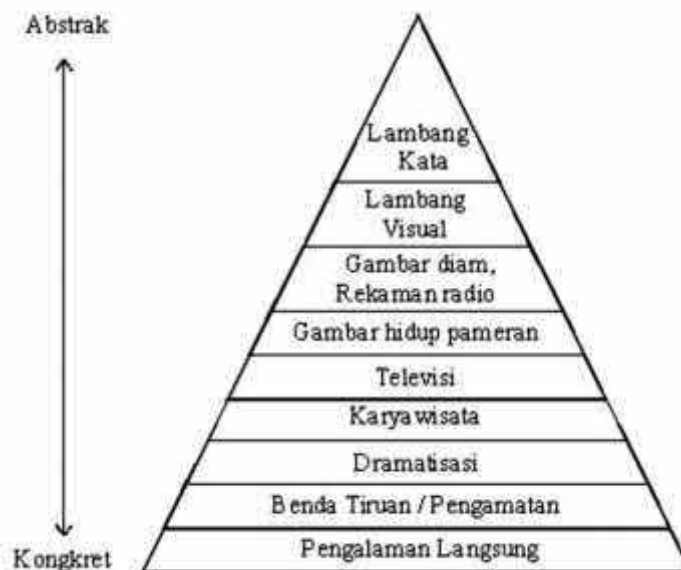 Abstrak
Lambang
Kata
Lambang
Visual
Gambar diam,
Rekaman radio
Gambar hidup pameran
Televisi
Karyawisata
Dramatisasi
Benda Tiruan / Pengamatan
Pengalaman Langsung
Kongkret